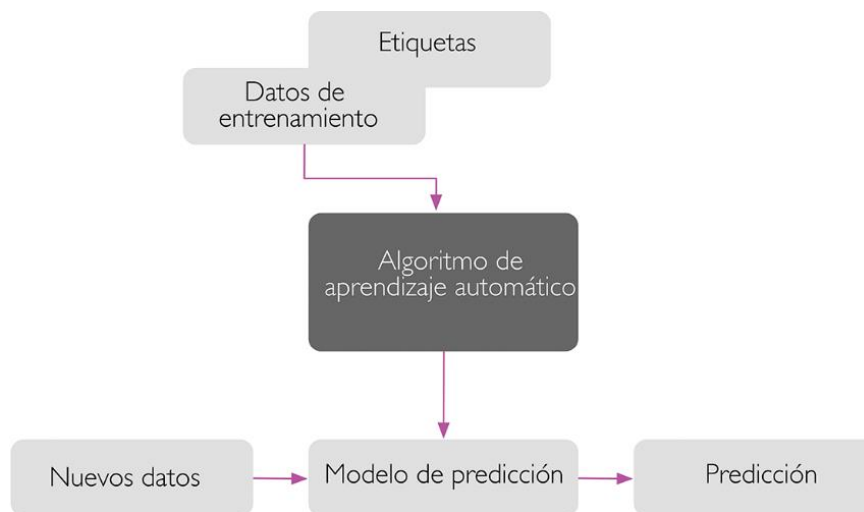 Etiquetas
Datos de
entrenamiento
Algoritmo de
aprendizaje automático
Nuevos datos
Modelo de predicción
Predicción